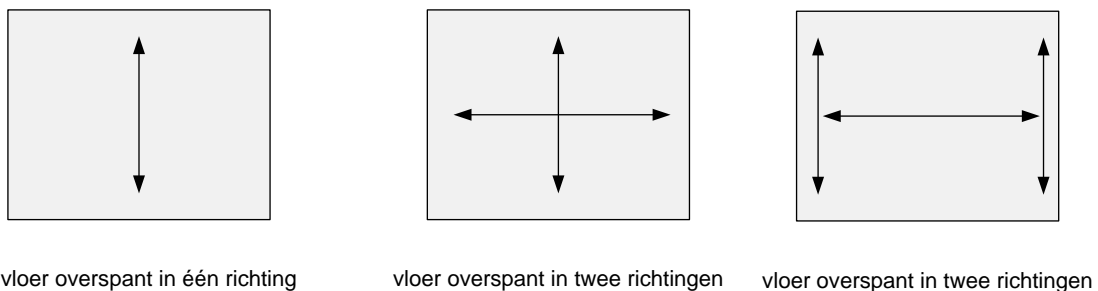 vloer overspant in één richting
vloer overspant in twee richtingen
vloer overspant in twee richtingen